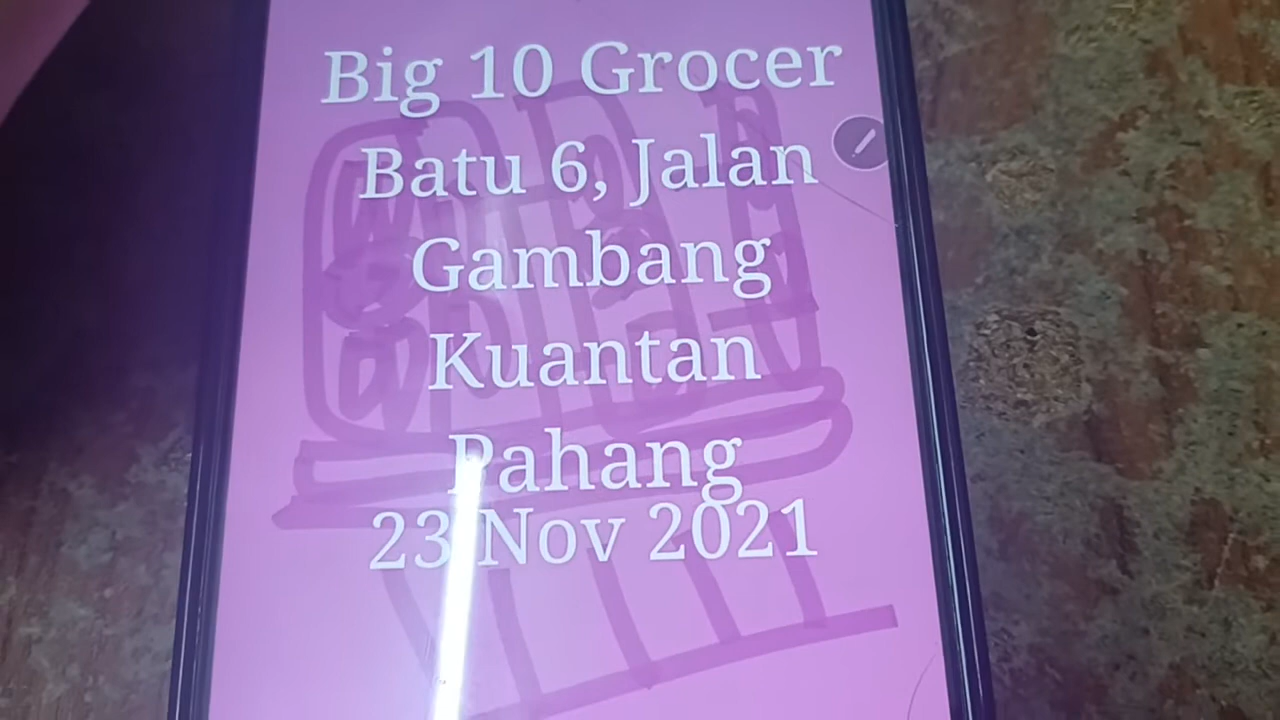 Big 10 Grocer
Batu 6, Jalan
Gambang
Kuantan
Pahang
23 Nov 2021